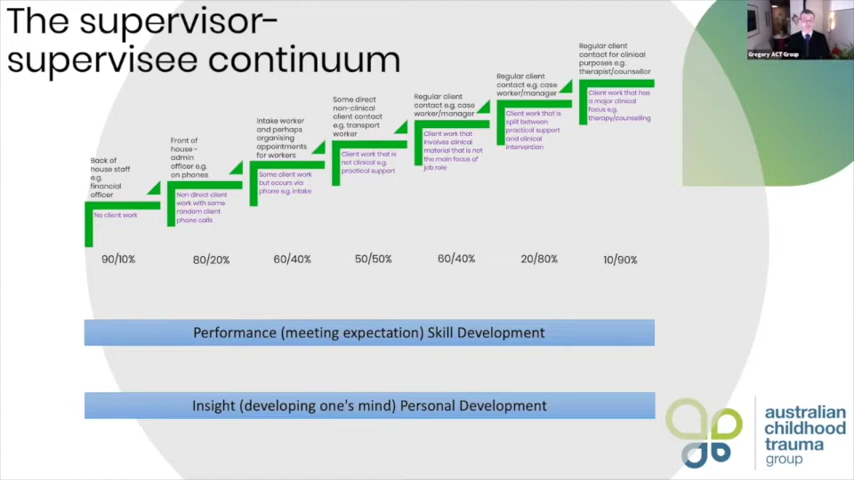 The supervisor-
supervisee continuum
Back of
house staff
e.g.
financial
officer
No client work
90/10%
Front of
house -
admin
officer e.g.
on phones
Non direct client
work with some
random client
phone calls
80/20%
Intake worker
and perhaps
organising
appointments
for workers
Some client work
but occurs via
phone e.g. intake
60/40%
Some direct
non-clinical
client contact
e.g. transport
worker
Client work that is
not clinical e.g.
practical support
50/50%
Regular client
contact e.g. case
worker/manager
Client work that
involves clinical
material that is not
the main focus of
job role
60/40%
Regular client
contact e.g. case
worker/manager
Client work that is
split between
practical support
and clinical
intervention
20/80%
Regular client
contact for clinical
purposes e.g.
therapist/counsellor
Client work that has
a major clinical
focus e.g.
therapy/counselling
10/90%
Performance (meeting expectation) Skill Development
Insight (developing one's mind) Personal Development
Gregory ACT Group
australian
childhood
trauma
group